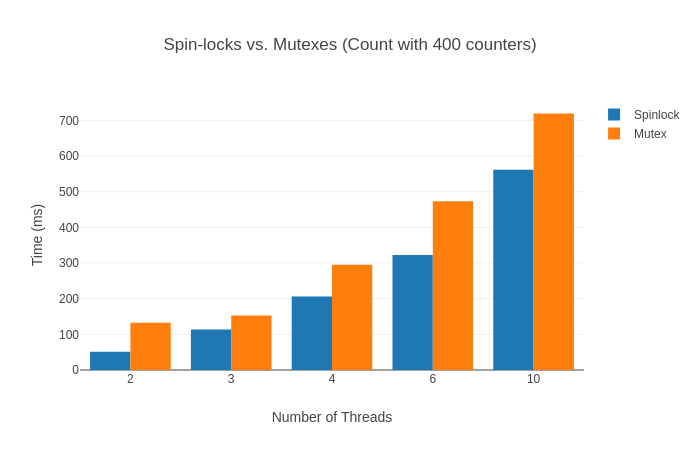 Spin-locks vs. Mutexes (Count with 400 counters)
Spinlock
Mutex
Time (ms)
700
600
500
400
300
200
100
0
2 3 4 6 10
Number of Threads